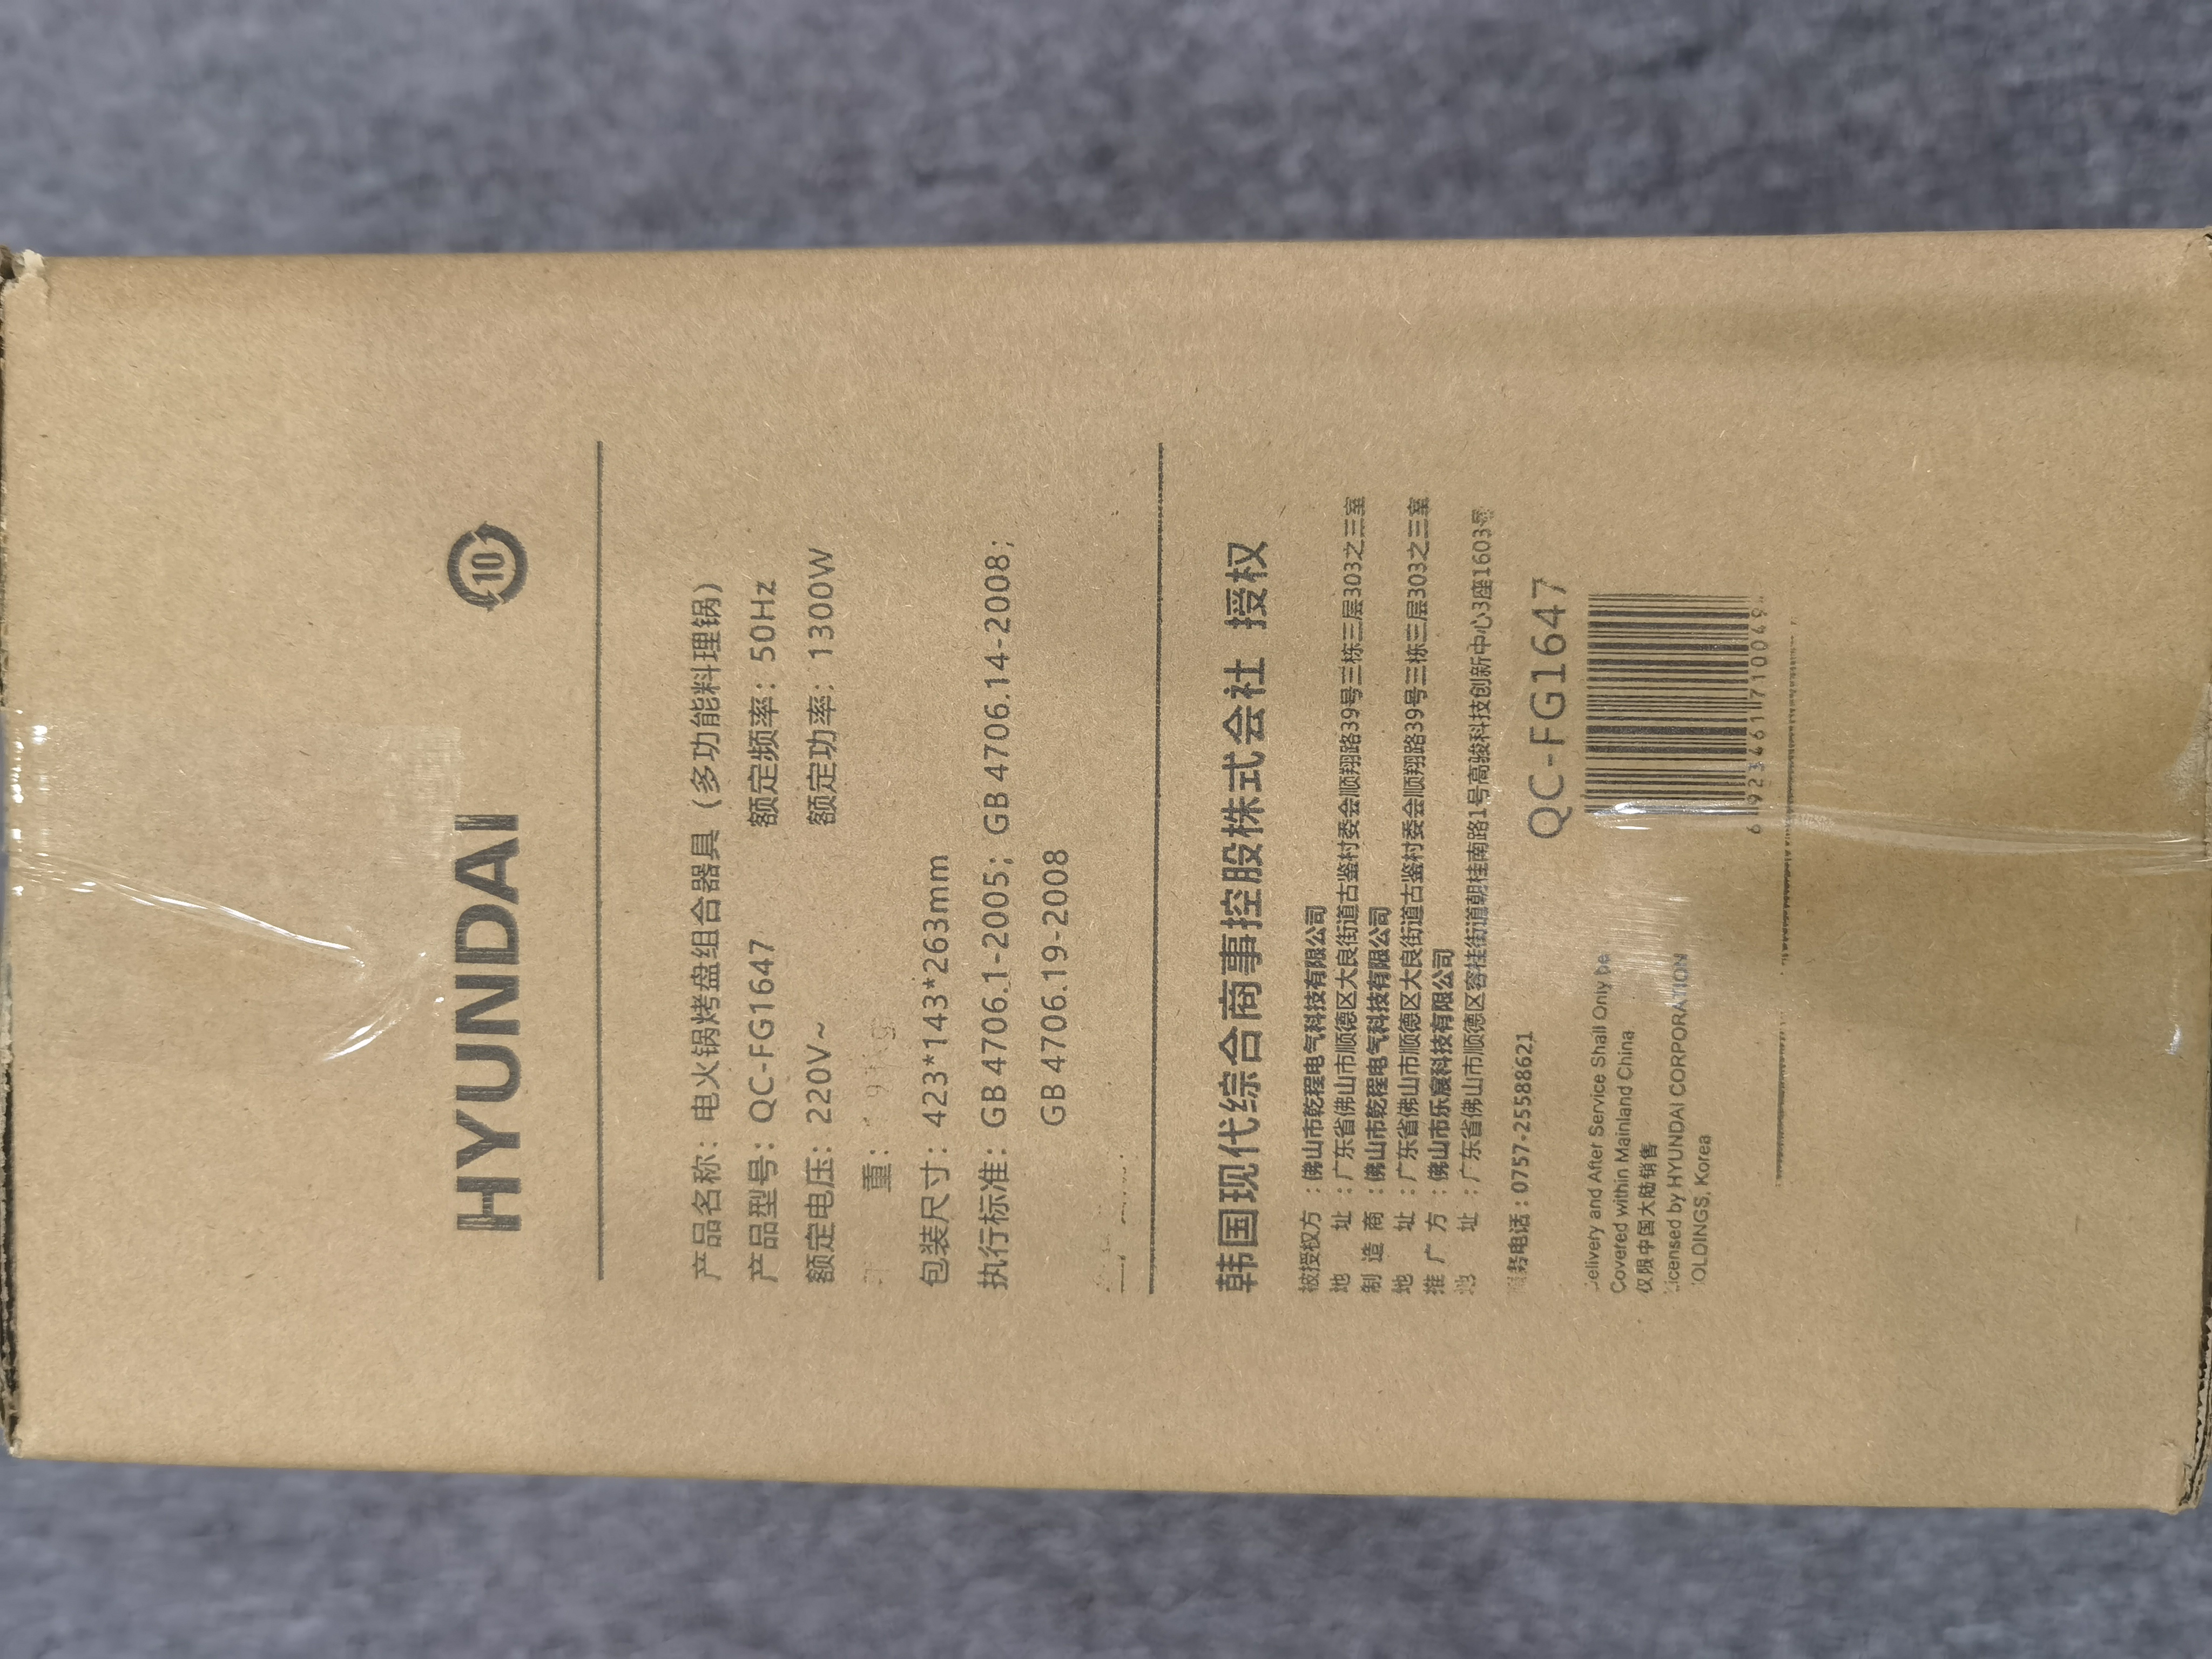 HYUNDAI
10
产品名称：电火锅烤盘组合器具（多功能料理锅）
产品型号：QC-FG1647 额定频率：50Hz
额定电压：220V~ 额定功率：1300W
重：
包装尺寸：423*143*263mm
执行标准：GB 4706.1-2005；GB 4706.14-2008；
GB 4706.19-2008
韩国现代综合商事控股株式会社 授权
被授权方：佛山市乾程电气科技有限公司
地 址：广东省佛山市顺德区大良街道古鉴村委会顺翔路39号三栋三层303之三室
制 造 商：佛山市乾程电气科技有限公司
地 址：广东省佛山市顺德区大良街道古鉴村委会顺翔路39号三栋三层303之三室
推 广 方：佛山市乐宸科技有限公司
地 址：广东省佛山市顺德区容桂街道朝桂南路1号高骏科技创新中心3座1603号
服务电话：0757-25588621
QC-FG1647
Delivery and After Service Shall Only be
Covered within Mainland China
仅限中国大陆销售
Licensed by HYUNDAI CORPORATION
HOLDINGS, Korea
6 923461 710049